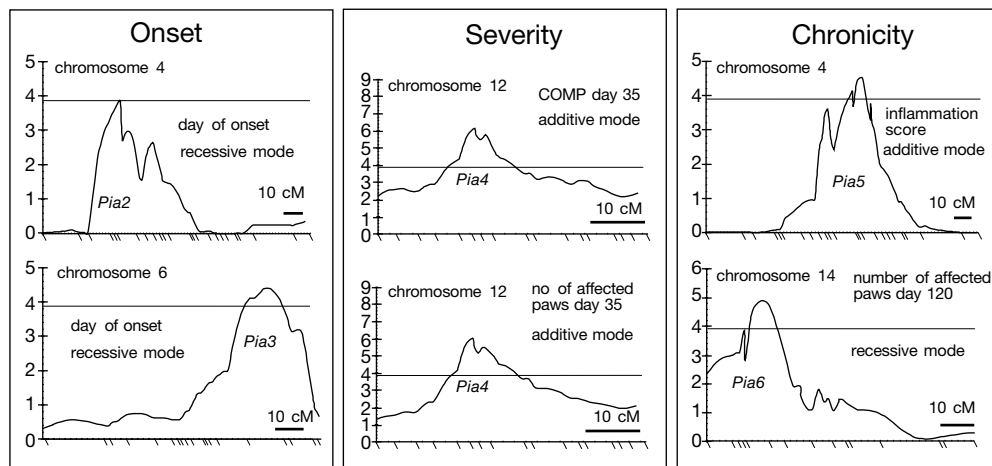 Onset
5
4
3
2
1
0
chromosome 4
day of onset
recessive mode
Pia2
10 cM
5
4
3
2
1
0
chromosome 6
day of onset
recessive mode
Pia3
10 cM
Severity
9
8
7
6
5
4
3
2
1
0
chromosome 12
COMP day 35
additive mode
Pia4
10 cM
9
8
7
6
5
4
3
2
1
0
chromosome 12
no of affected
paws day 35
additive mode
Pia4
10 cM
Chronicity
5
4
3
2
1
0
chromosome 4
inflammation
score
additive mode
Pia5
10 cM
6
5
4
3
2
1
0
chromosome 14
number of affected
paws day 120
recessive mode
Pia6
10 cM